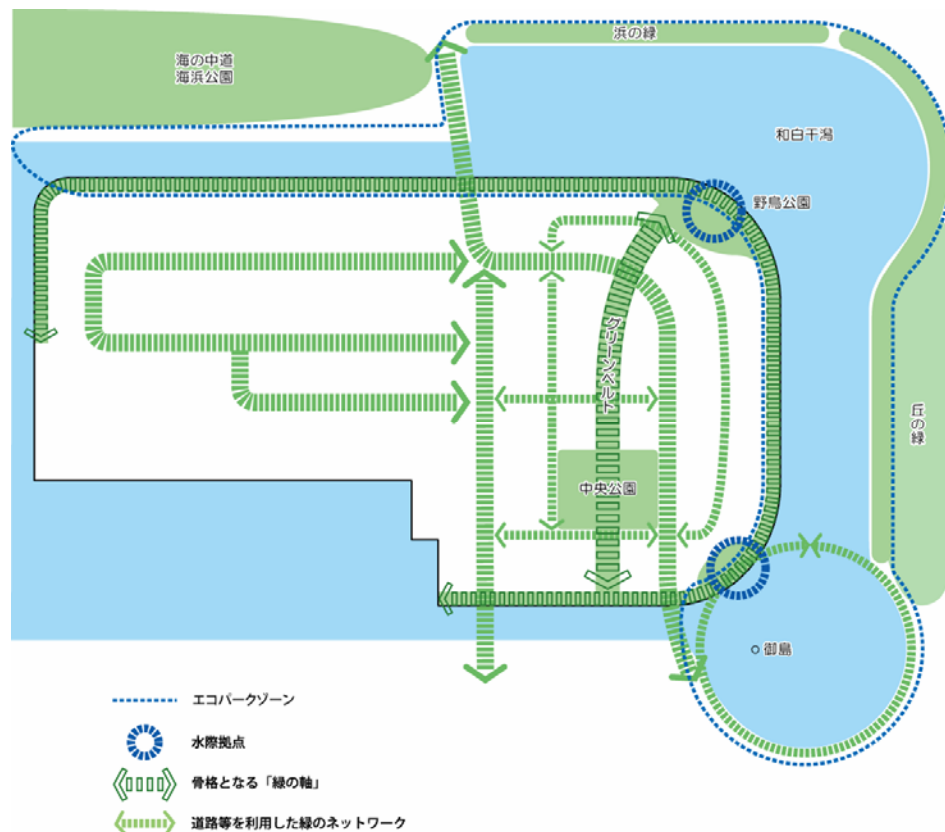 浜の緑
海の中道
海浜公園
和白干潟
野鳥公園
グリーンベルト
丘の緑
中央公園
御島
エコパークゾーン
水際拠点
骨格となる「緑の軸」
道路等を利用した緑のネットワーク